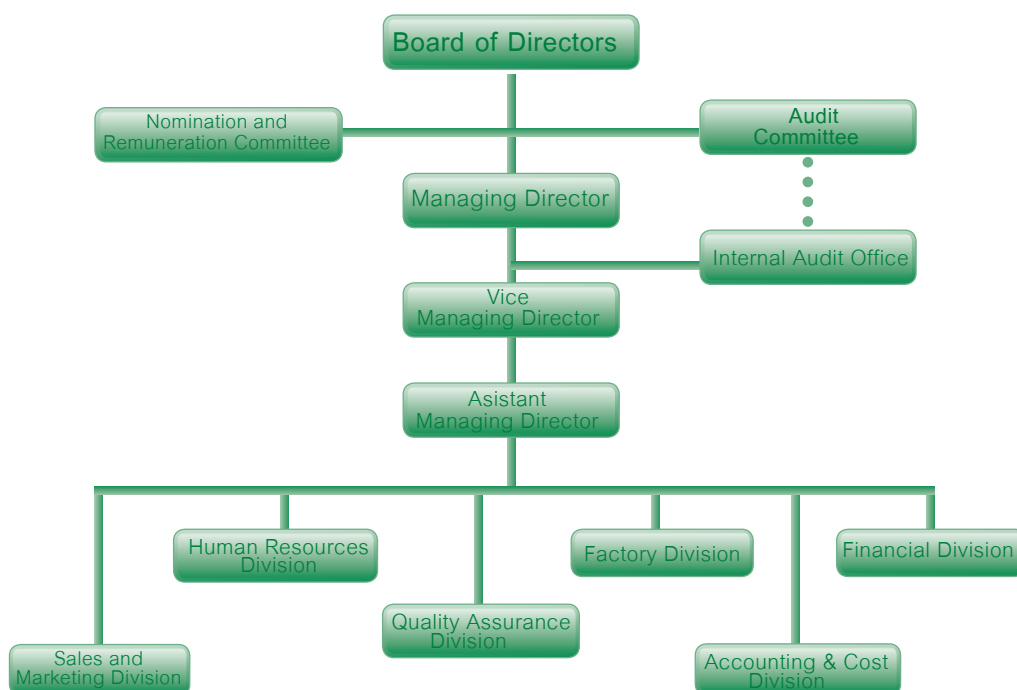 Board of Directors
Nomination and
Remuneration Committee
Audit
Committee
Managing Director
Internal Audit Office
Vice
Managing Director
Asistant
Managing Director
Human Resources
Division
Factory Division
Financial Division
Quality Assurance
Division
Sales and
Marketing Division
Accounting & Cost
Division